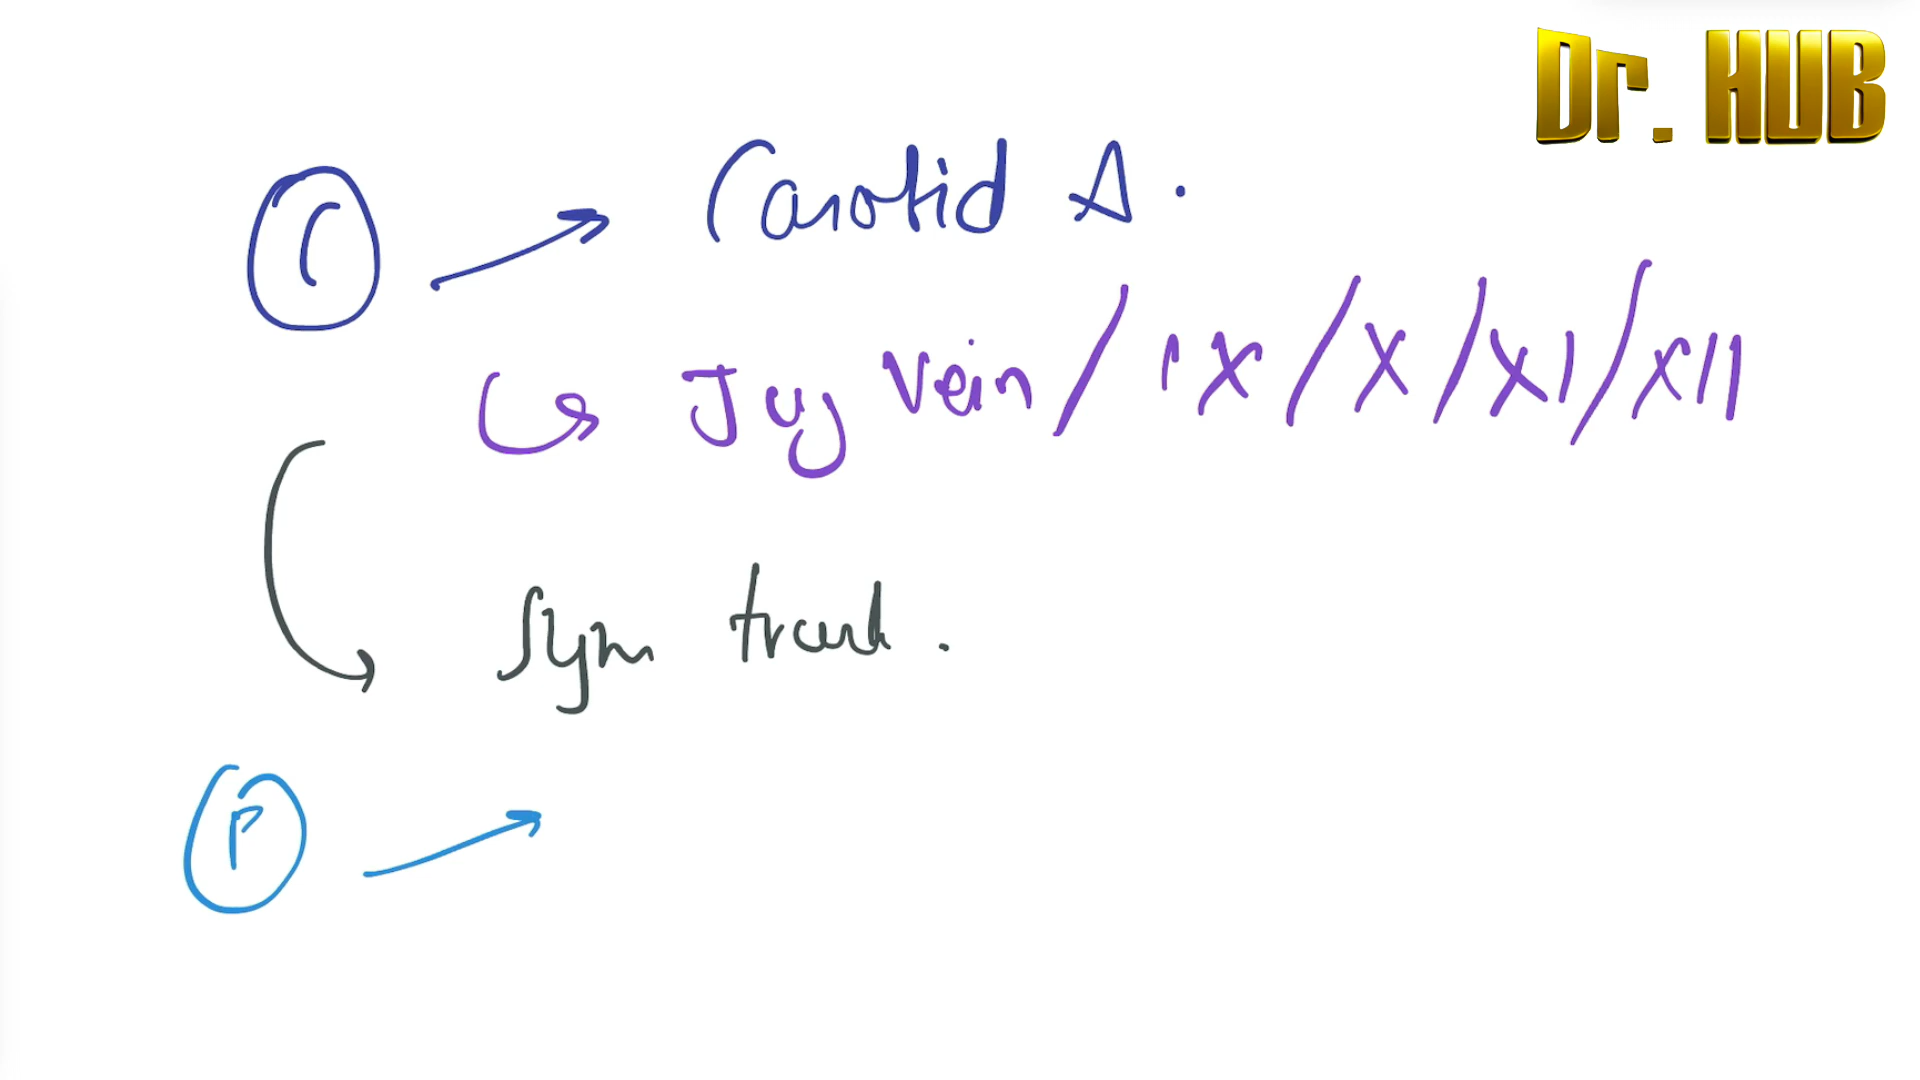 Dr. HUB
C → Carotid A.
↪ Jug Vein / IX / X / XI / XII
Sym trunk.
P →